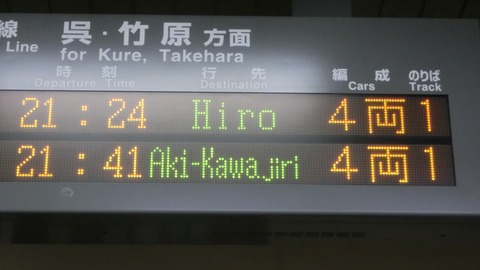 線 呉・竹原 方面
Line for Kure, Takehara
時刻 行先 編成 のりば
Departure Time Destination Cars Track
21:24 Hiro 4両 1
21:41 Aki-Kawajiri 4両 1